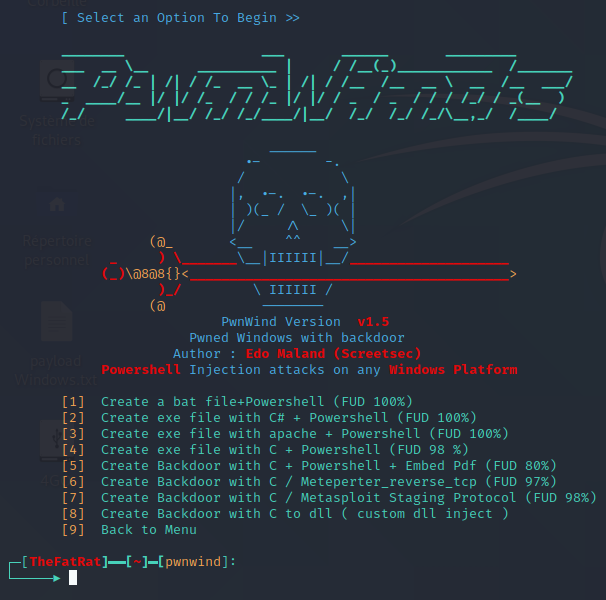 [ Select an Option To Begin >>
PwnWind
PwnWind Version v1.5
Pwned Windows with backdoor
Author : Edo Maland (Screetsec)
Powershell Injection attacks on any Windows Platform
[1] Create a bat file+Powershell (FUD 100%)
[2] Create exe file with C# + Powershell (FUD 100%)
[3] Create exe file with apache + Powershell (FUD 100%)
[4] Create exe file with C + Powershell (FUD 98 %)
[5] Create Backdoor with C + Powershell + Embed Pdf (FUD 80%)
[6] Create Backdoor with C / Meteperter_reverse_tcp (FUD 97%)
[7] Create Backdoor with C / Metasploit Staging Protocol (FUD 98%)
[8] Create Backdoor with C to dll ( custom dll inject )
[9] Back to Menu
[TheFatRat]━━[~]━[pwnwind]: